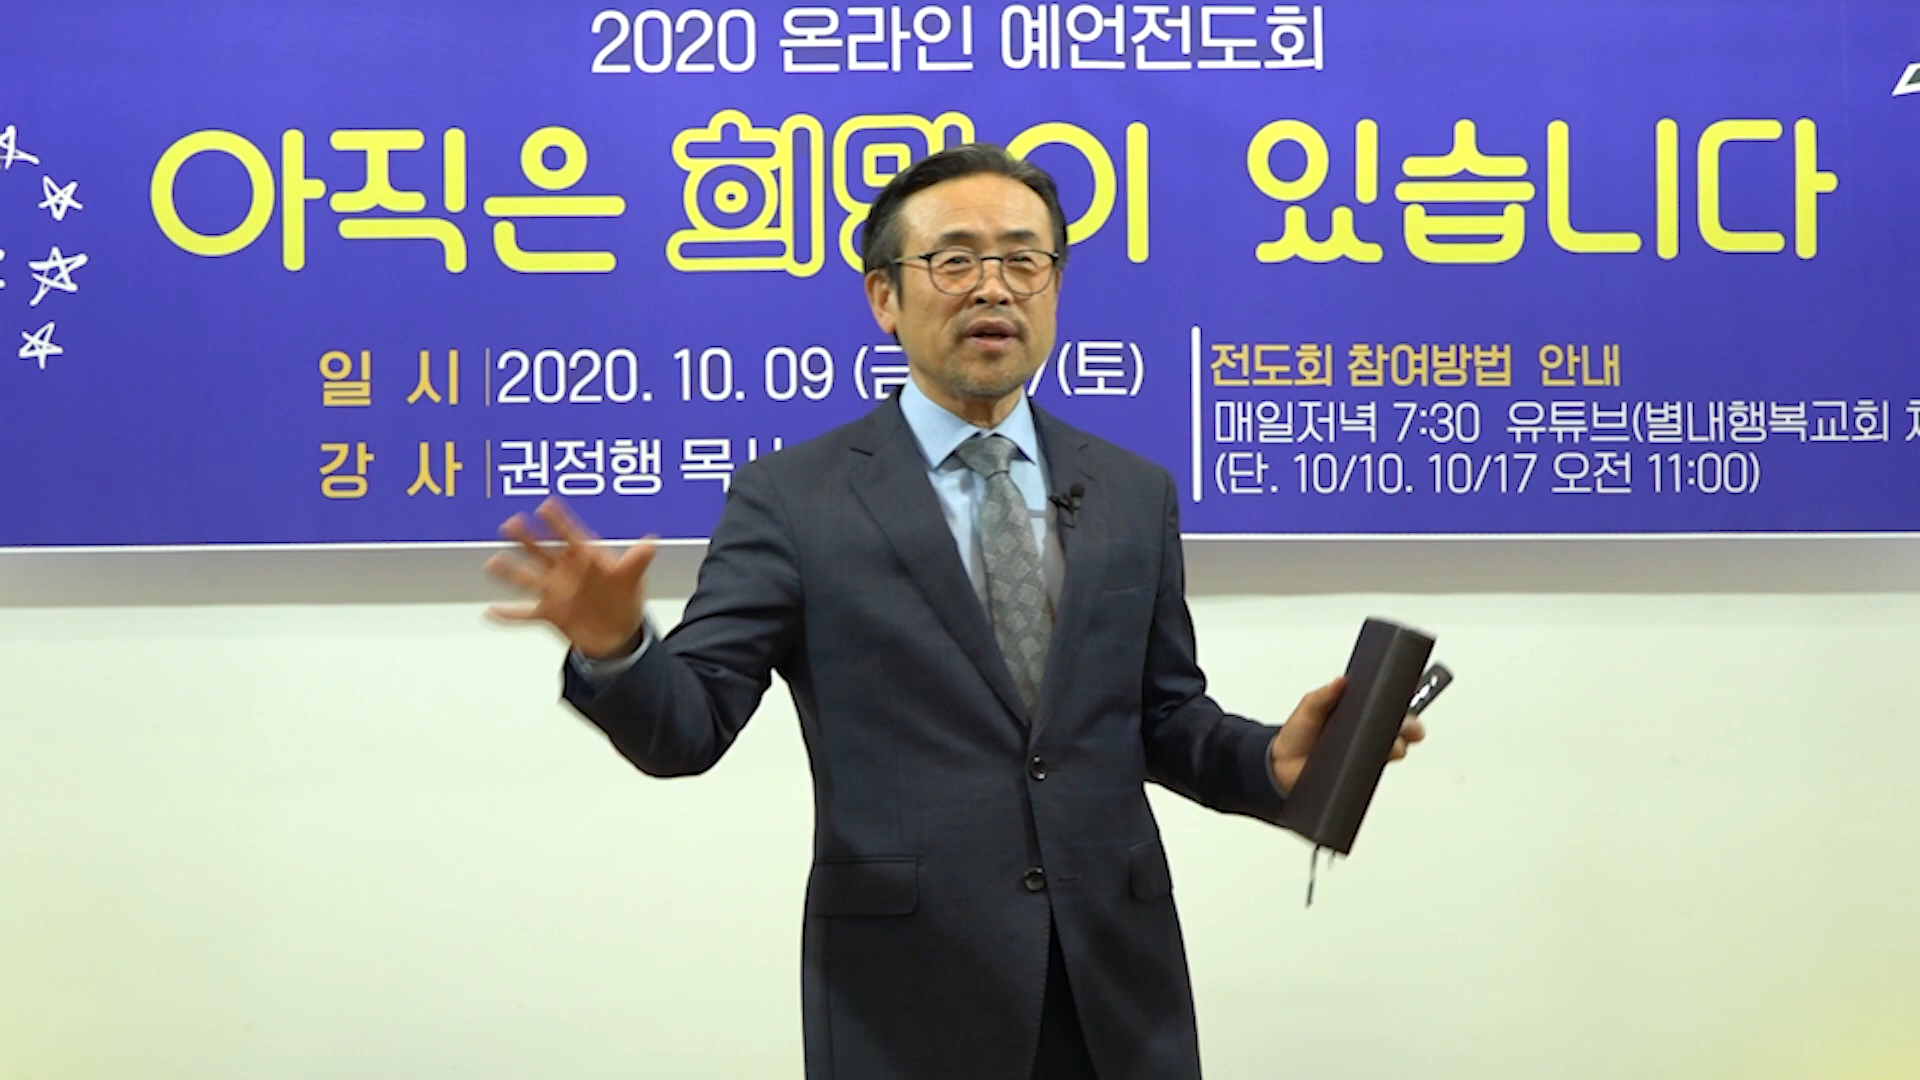 2020 온라인 예언전도회
아직은 희망이 있습니다
일 시 2020. 10. 09 (금 /(토)
강 사 권정행 목사
전도회 참여방법 안내
매일저녁 7:30 유튜브(별내행복교회
(단. 10/10. 10/17 오전 11:00)